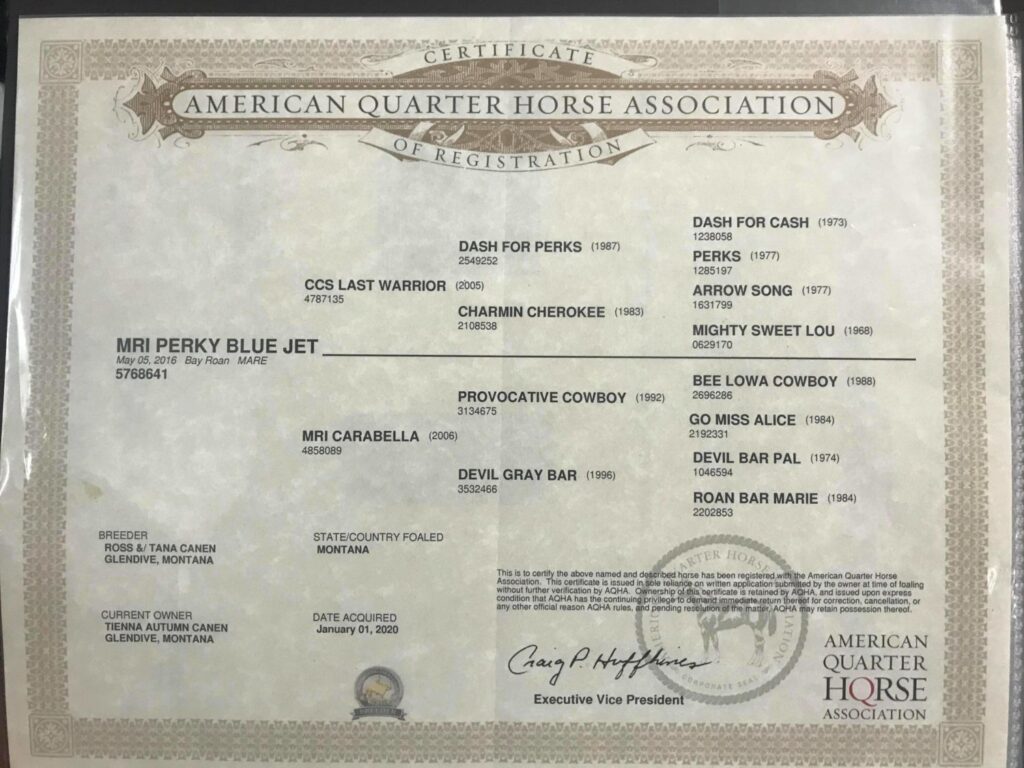 CERTIFICATE
AMERICAN QUARTER HORSE ASSOCIATION
OF REGISTRATION
DASH FOR CASH (1973)
1238058
DASH FOR PERKS (1987)
2549252
PERKS (1977)
1285197
CCS LAST WARRIOR (2005)
4787135
ARROW SONG (1977)
1631799
CHARMIN CHEROKEE (1983)
2108538
MIGHTY SWEET LOU (1968)
0629170
MRI PERKY BLUE JET
May 05, 2016 Bay Roan MARE
5768641
BEE LOWA COWBOY (1988)
2696286
PROVOCATIVE COWBOY (1992)
3134675
GO MISS ALICE (1984)
2192331
MRI CARABELLA (2006)
4858089
DEVIL BAR PAL (1974)
1046594
DEVIL GRAY BAR (1996)
3532466
ROAN BAR MARIE (1984)
2202853
BREEDER
ROSS &/ TANA CANEN
GLENDIVE, MONTANA
STATE/COUNTRY FOALED
MONTANA
CURRENT OWNER
TIENNA AUTUMN CANEN
GLENDIVE, MONTANA
DATE ACQUIRED
January 01, 2020
This is to certify the above named and described horse has been registered with the American Quarter Horse
Association. This certificate is issued in sole reliance on written application submitted by the owner at time of foaling
without further verification by AQHA. Ownership of this certificate is retained by AQHA, and issued upon express
condition that AQHA has the continuing privilege to demand immediate return thereof for correction, cancellation, or
any other official reason AQHA rules, and pending resolution of the matter, AQHA may retain possession thereof.
Craig P. Huffhines
Executive Vice President
CORPORATE SEAL
AMERICAN
QUARTER
HORSE
ASSOCIATION